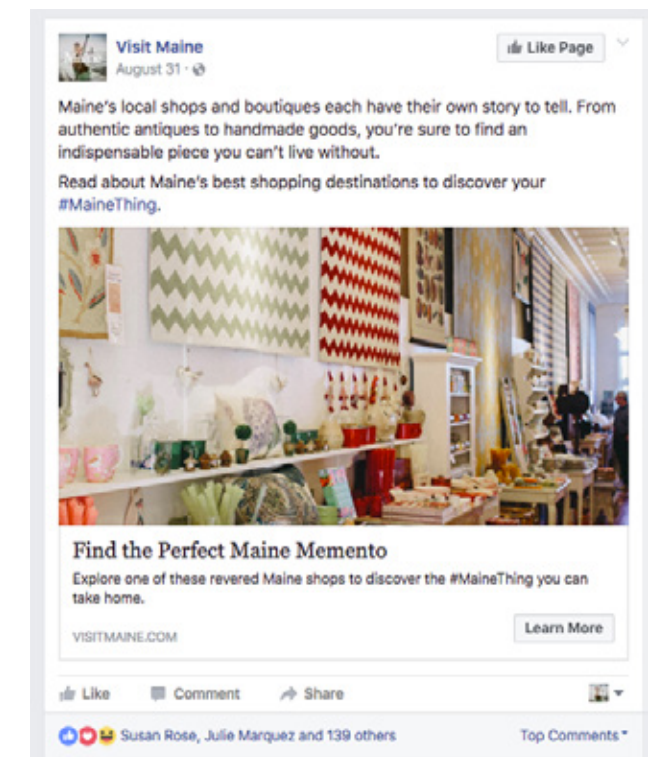 Visit Maine
Like Page
August 31 ·
Maine's local shops and boutiques each have their own story to tell. From
authentic antiques to handmade goods, you're sure to find an
indispensable piece you can't live without.
Read about Maine's best shopping destinations to discover your
#MaineThing.
Find the Perfect Maine Memento
Explore one of these revered Maine shops to discover the #MaineThing you can
take home.
VISITMAINE.COM
Learn More
Like Comment Share
Susan Rose, Julie Marquez and 139 others
Top Comments